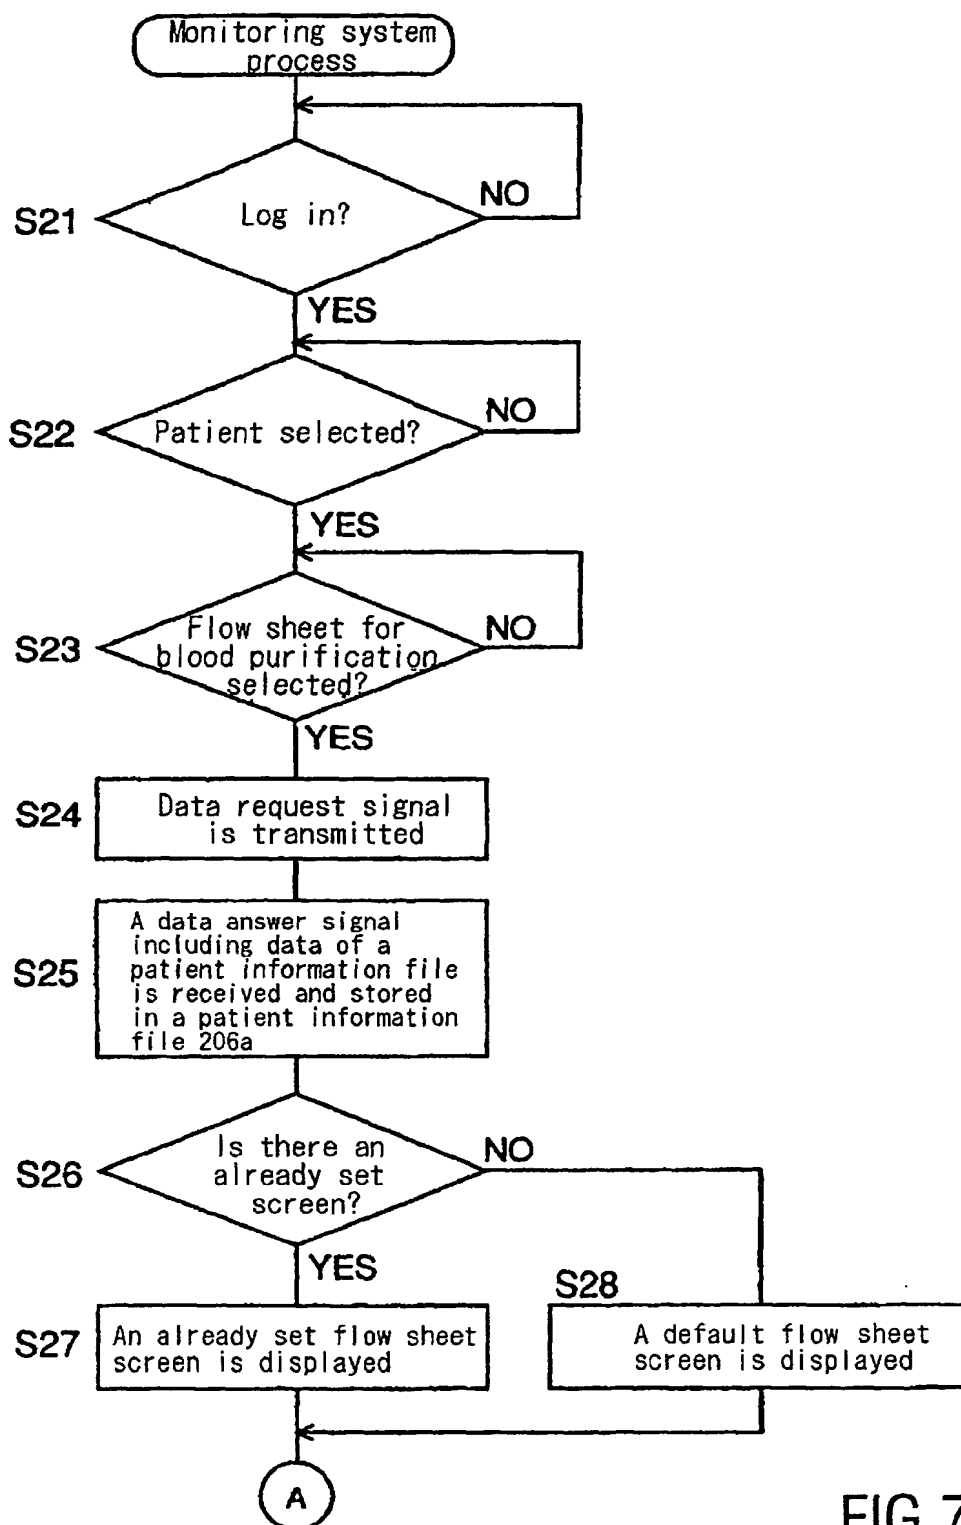 Monitoring system
process
NO
S21
Log in?
YES
NO
S22
Patient selected?
YES
NO
S23
Flow sheet for
blood purification
selected?
YES
S24
Data request signal
is transmitted
S25
A data answer signal
including data of a
patient information file
is received and stored
in a patient information
file 206a
S26
Is there an
already set
screen?
NO
YES
S27
An already set flow sheet
screen is displayed
S28
A default flow sheet
screen is displayed
A
FIG.7